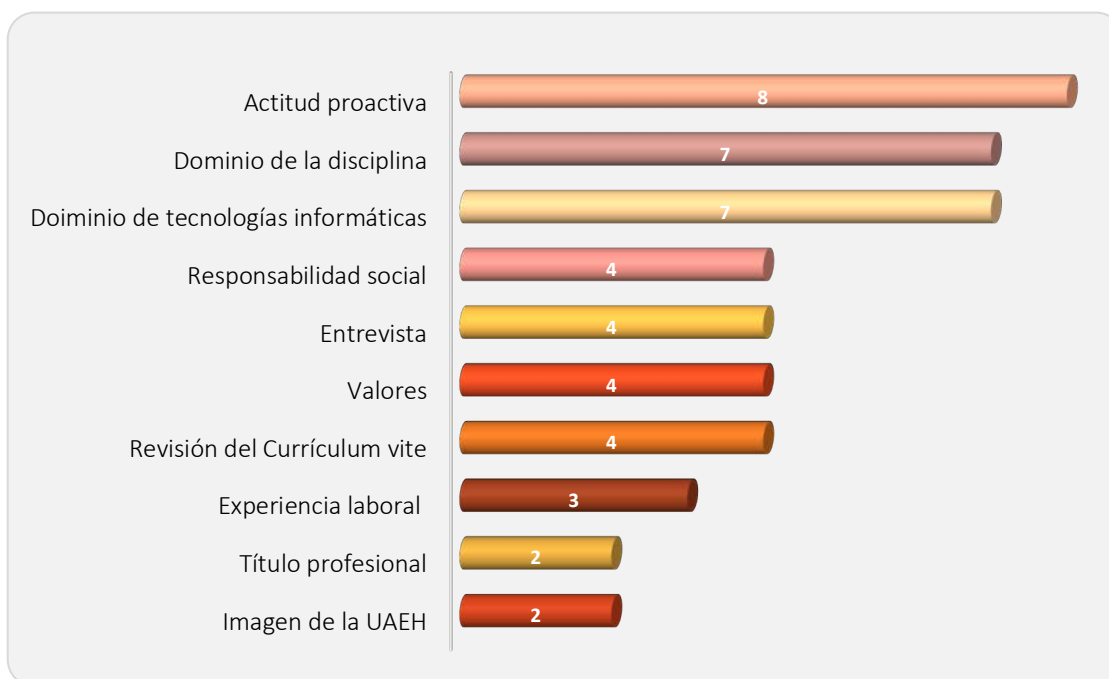 Actitud proactiva 8
Dominio de la disciplina 7
Doiminio de tecnologías informáticas 7
Responsabilidad social 4
Entrevista 4
Valores 4
Revisión del Currículum vite 4
Experiencia laboral 3
Título profesional 2
Imagen de la UAEH 2